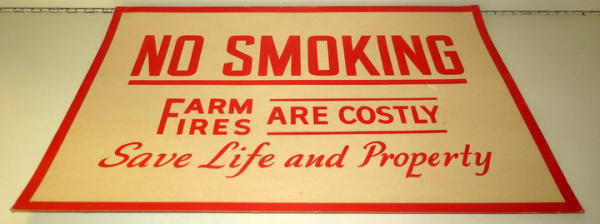 NO SMOKING
FARM FIRES ARE COSTLY
Save Life and Property